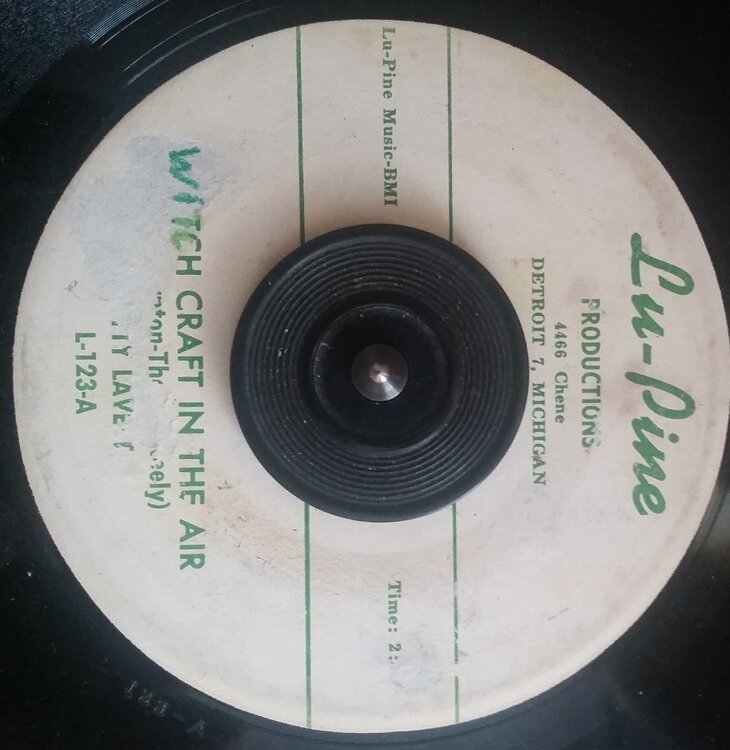 Lu-Pine
PRODUCTIONS
4466 Chene
DETROIT 7, MICHIGAN
Lu-Pine Music-BMI
Time: 2:
WITCH CRAFT IN THE AIR
L-123-A
123-A